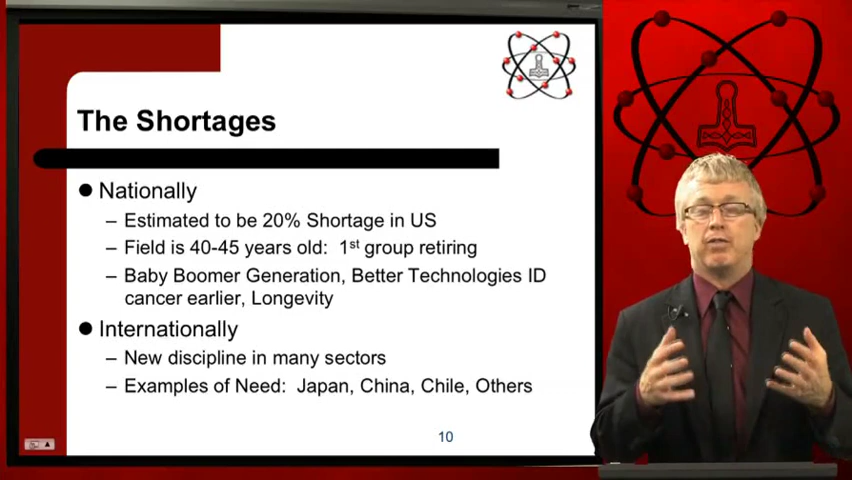 The Shortages
● Nationally
– Estimated to be 20% Shortage in US
– Field is 40-45 years old: 1st group retiring
– Baby Boomer Generation, Better Technologies ID
cancer earlier, Longevity
● Internationally
– New discipline in many sectors
– Examples of Need: Japan, China, Chile, Others
10